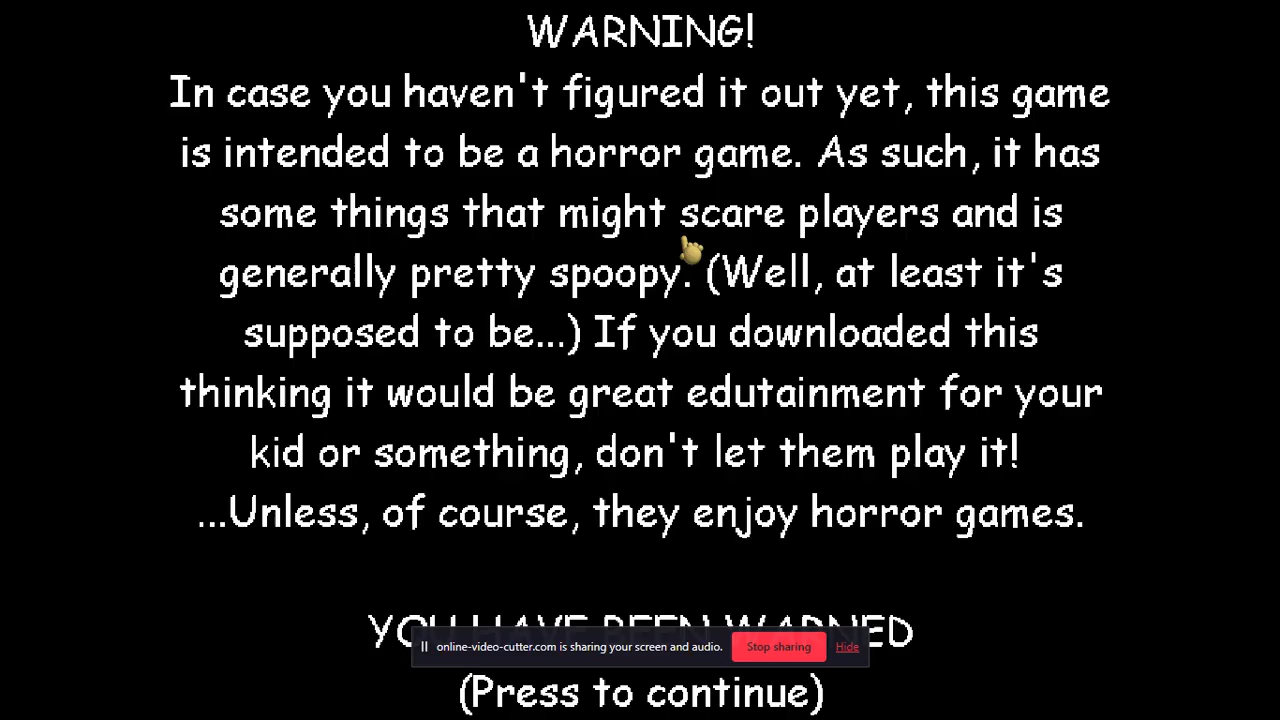 WARNING!
In case you haven't figured it out yet, this game
is intended to be a horror game. As such, it has
some things that might scare players and is
generally pretty spoopy. (Well, at least it's
supposed to be...) If you downloaded this
thinking it would be great edutainment for your
kid or something, don't let them play it!
...Unless, of course, they enjoy horror games.
YOU HAVE BEEN WARNED
online-video-cutter.com is sharing your screen and audio. Stop sharing Hide
(Press to continue)